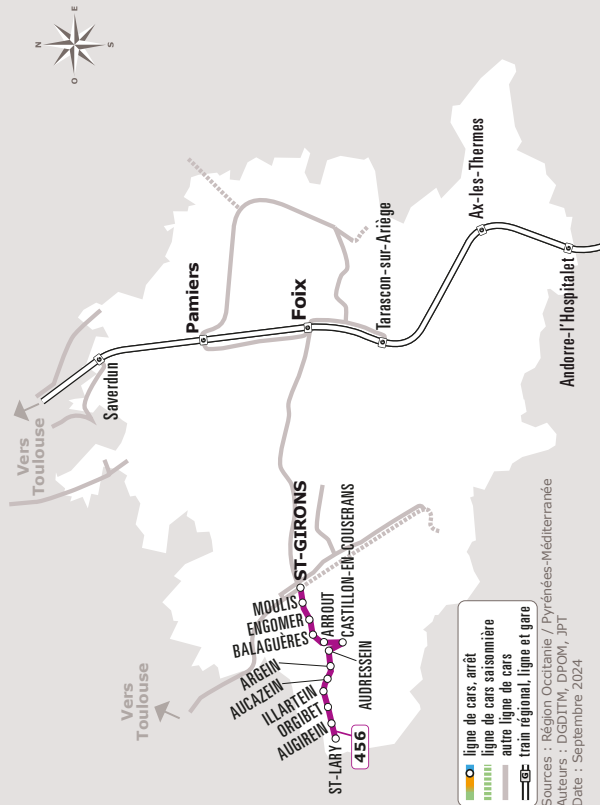 N
E
S
O
Vers
Toulouse
Saverdun
Pamiers
Foix
Tarascon-sur-Ariège
Ax-les-Thermes
Andorre-l'Hospitalet
Vers
Toulouse
ST-GIRONS
MOULIS
ENGOMER
BALAGUÈRES
ARROUT
CASTILLON-EN-COUSERANS
AUDRESSEIN
ARGEIN
AUCAZEIN
ILLARTEIN
ORGIBET
AUGIREIN
ST-LARY
456
ligne de cars, arrêt
ligne de cars saisonnière
autre ligne de cars
G train régional, ligne et gare
Sources : Région Occitanie / Pyrénées-Méditerranée
Auteurs : DGDITM, DPOM, JPT
Date : Septembre 2024